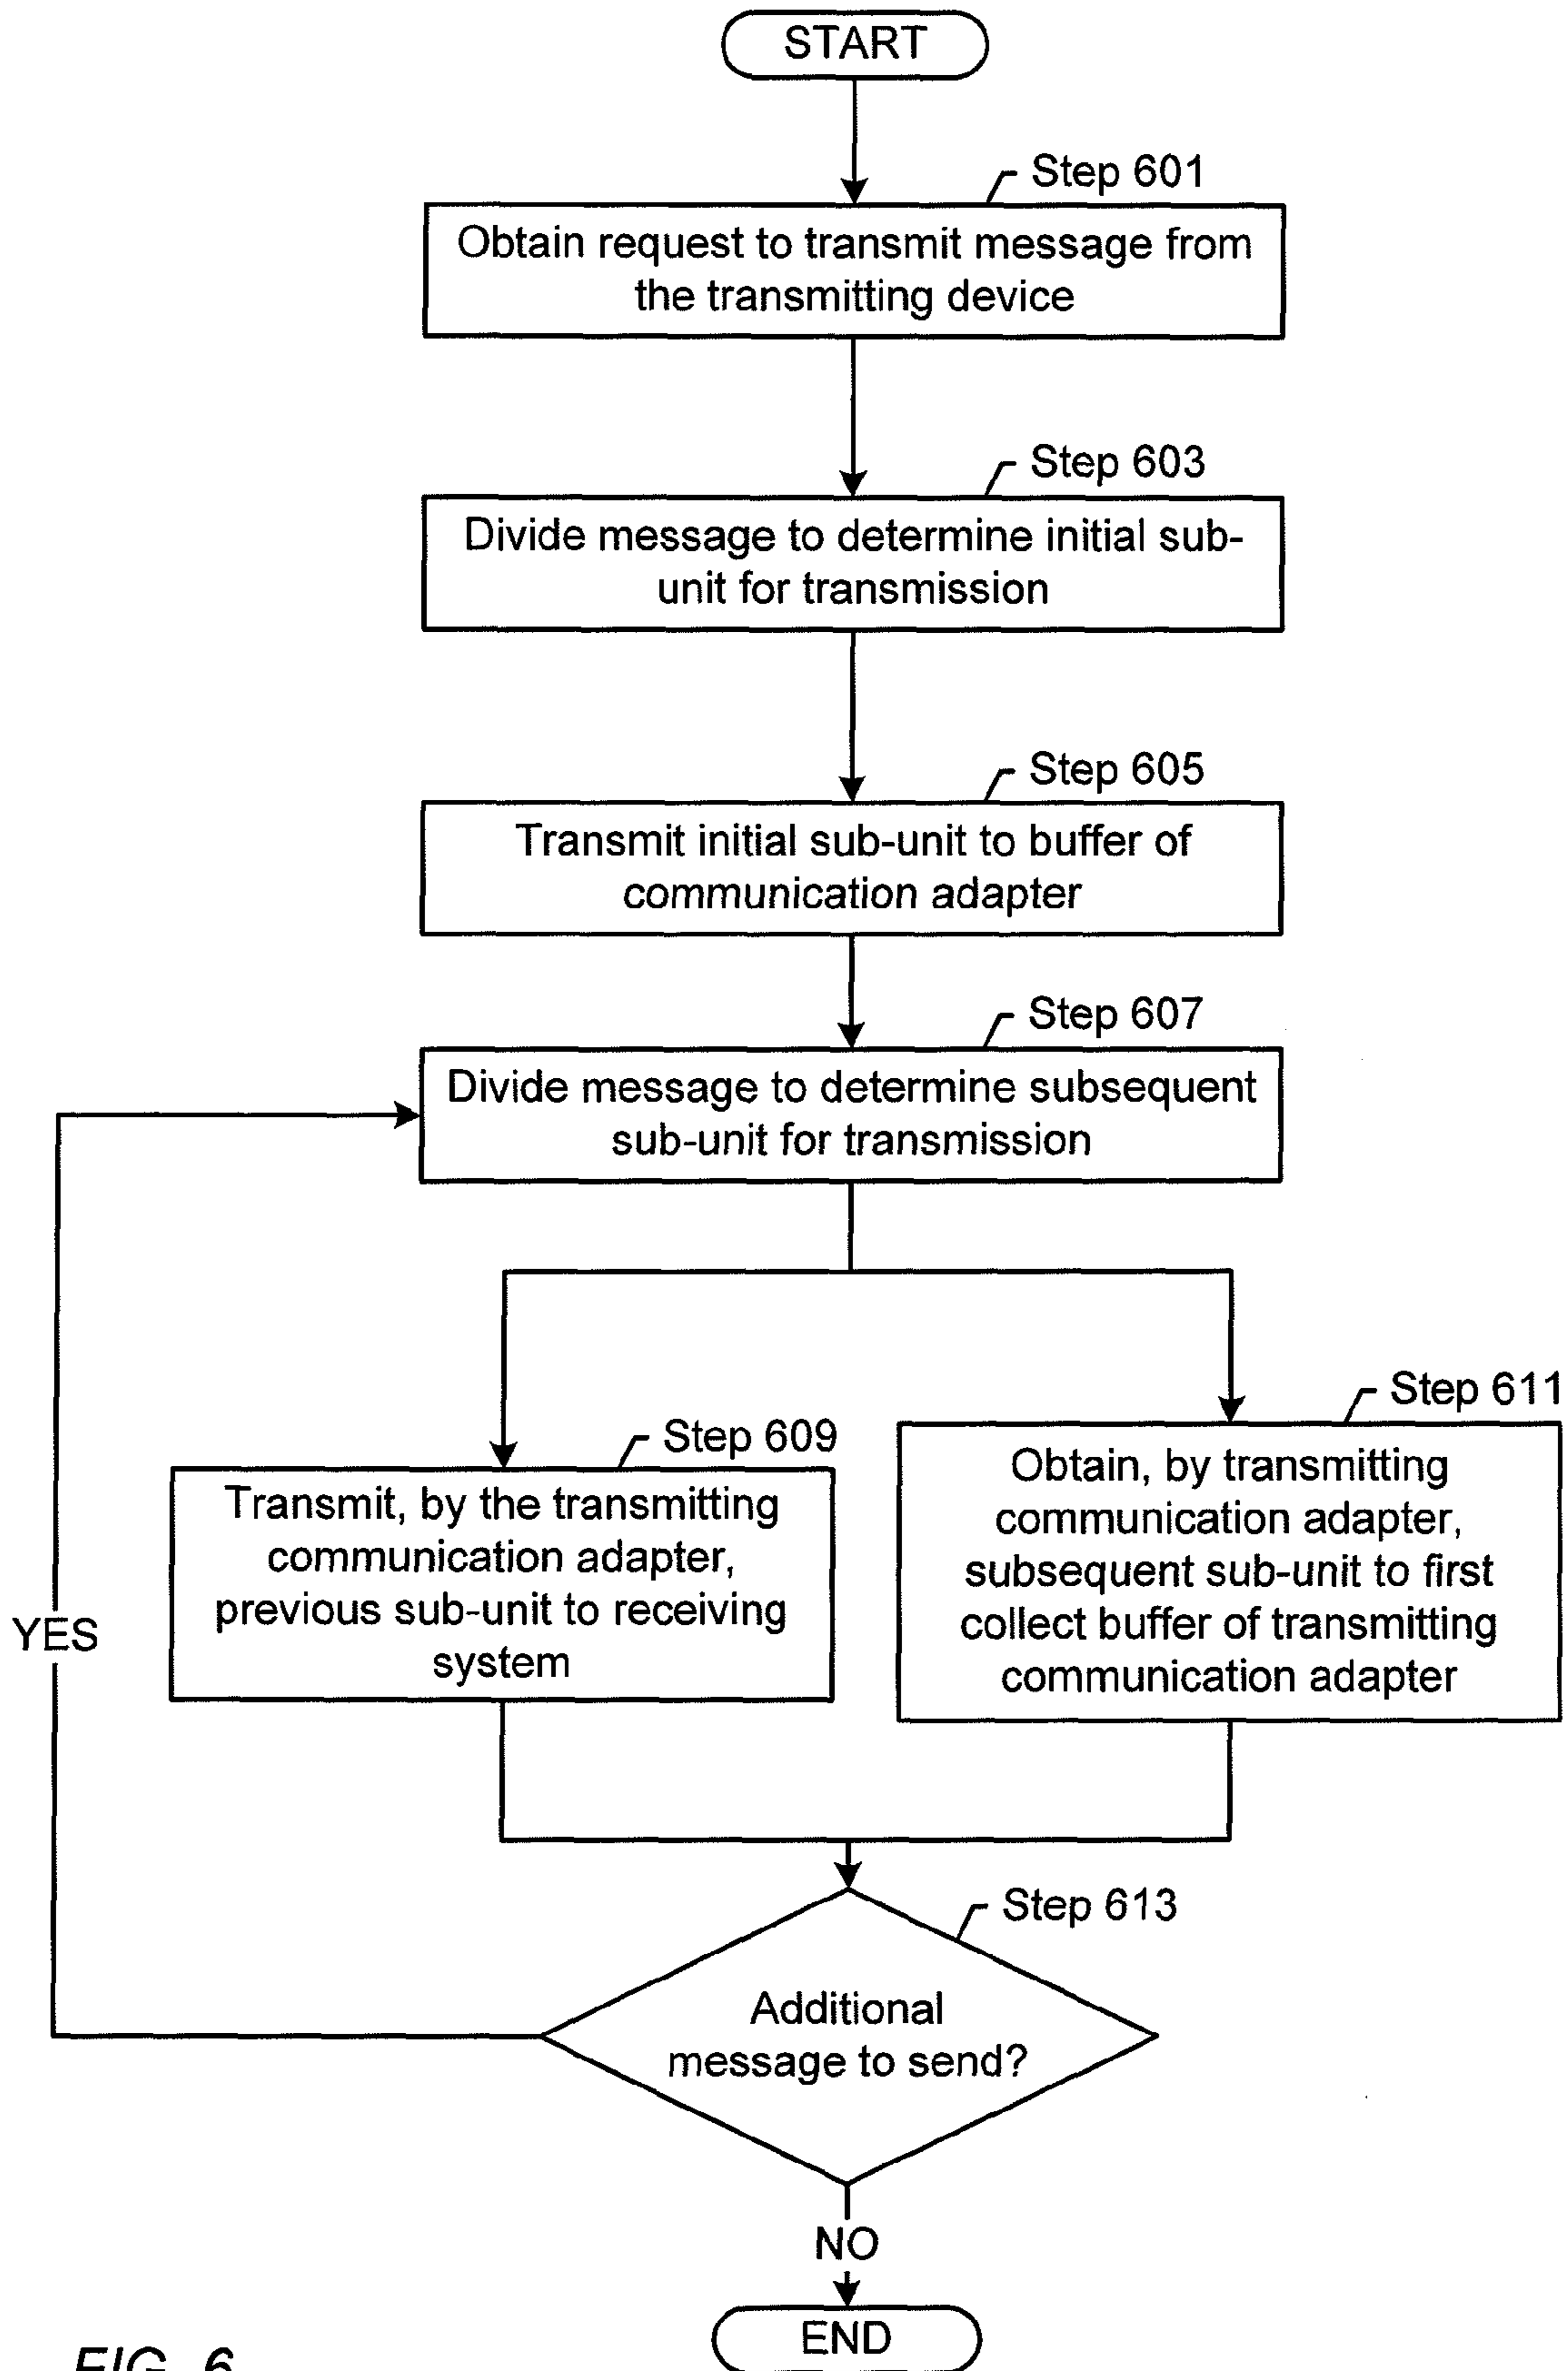 START
Step 601
Obtain request to transmit message from
the transmitting device
Step 603
Divide message to determine initial sub-
unit for transmission
Step 605
Transmit initial sub-unit to buffer of
communication adapter
Step 607
Divide message to determine subsequent
sub-unit for transmission
Step 609
Transmit, by the transmitting
communication adapter,
previous sub-unit to receiving
system
Step 611
Obtain, by transmitting
communication adapter,
subsequent sub-unit to first
collect buffer of transmitting
communication adapter
YES
Step 613
Additional
message to send?
NO
END
FIG. 6